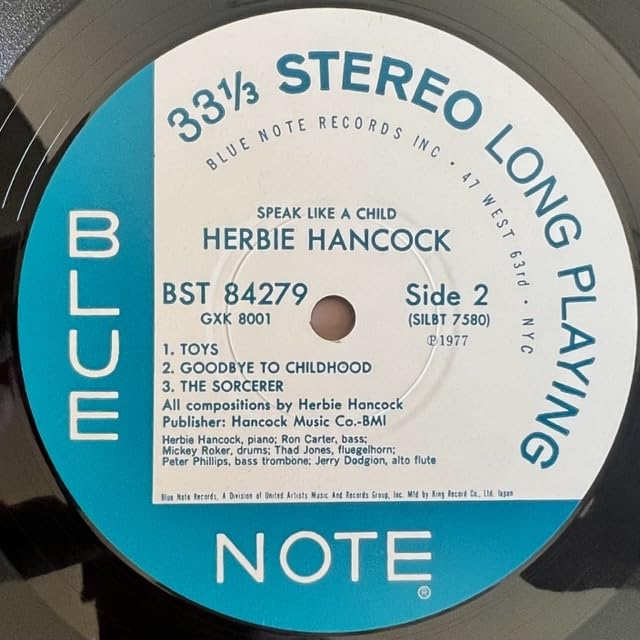 33⅓ STEREO LONG PLAYING
BLUE NOTE RECORDS INC • 47 WEST 63rd • NYC
SPEAK LIKE A CHILD
HERBIE HANCOCK
BST 84279
GXK 8001
Side 2
(SILBT 7580)
℗1977
1. TOYS
2. GOODBYE TO CHILDHOOD
3. THE SORCERER
All compositions by Herbie Hancock
Publisher: Hancock Music Co.-BMI
Herbie Hancock, piano; Ron Carter, bass;
Mickey Roker, drums; Thad Jones, fluegelhorn;
Peter Phillips, bass trombone; Jerry Dodgion, alto flute
Blue Note Records, A Division of United Artists Music And Records Group, Inc. Mfd by King Record Co., Ltd. Japan
BLUE
NOTE®